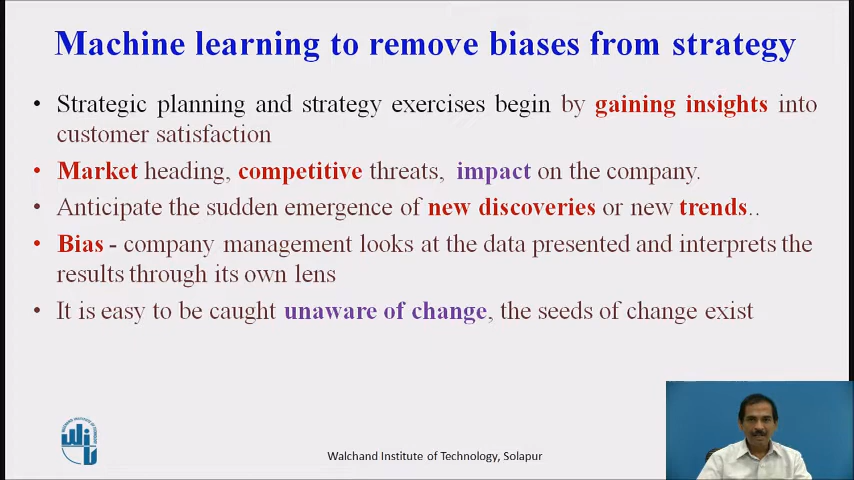 Machine learning to remove biases from strategy
• Strategic planning and strategy exercises begin by gaining insights into
customer satisfaction
• Market heading, competitive threats, impact on the company.
• Anticipate the sudden emergence of new discoveries or new trends..
• Bias - company management looks at the data presented and interprets the
results through its own lens
• It is easy to be caught unaware of change, the seeds of change exist
Walchand Institute of Technology, Solapur